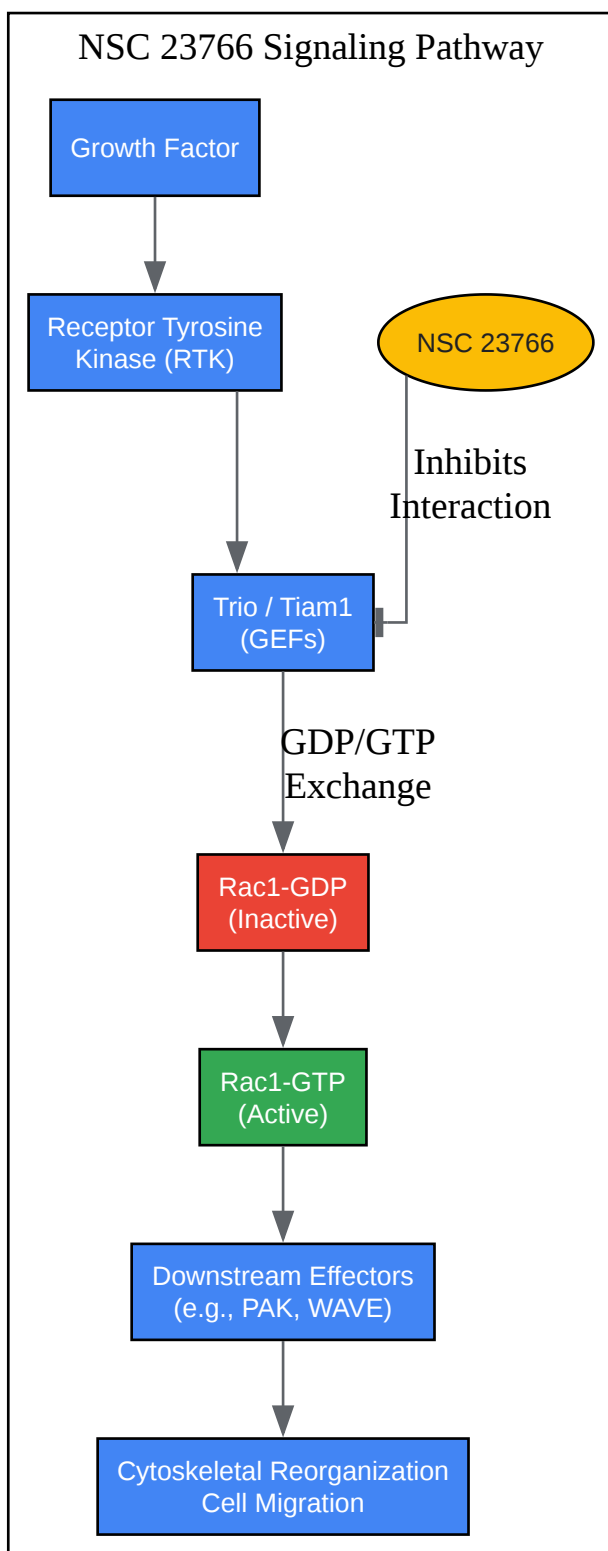 NSC 23766 Signaling Pathway
Growth Factor
Receptor Tyrosine
Kinase (RTK)
NSC 23766
Inhibits
Interaction
Trio / Tiam1
(GEFs)
GDP/GTP
Exchange
Rac1-GDP
(Inactive)
Rac1-GTP
(Active)
Downstream Effectors
(e.g., PAK, WAVE)
Cytoskeletal Reorganization
Cell Migration